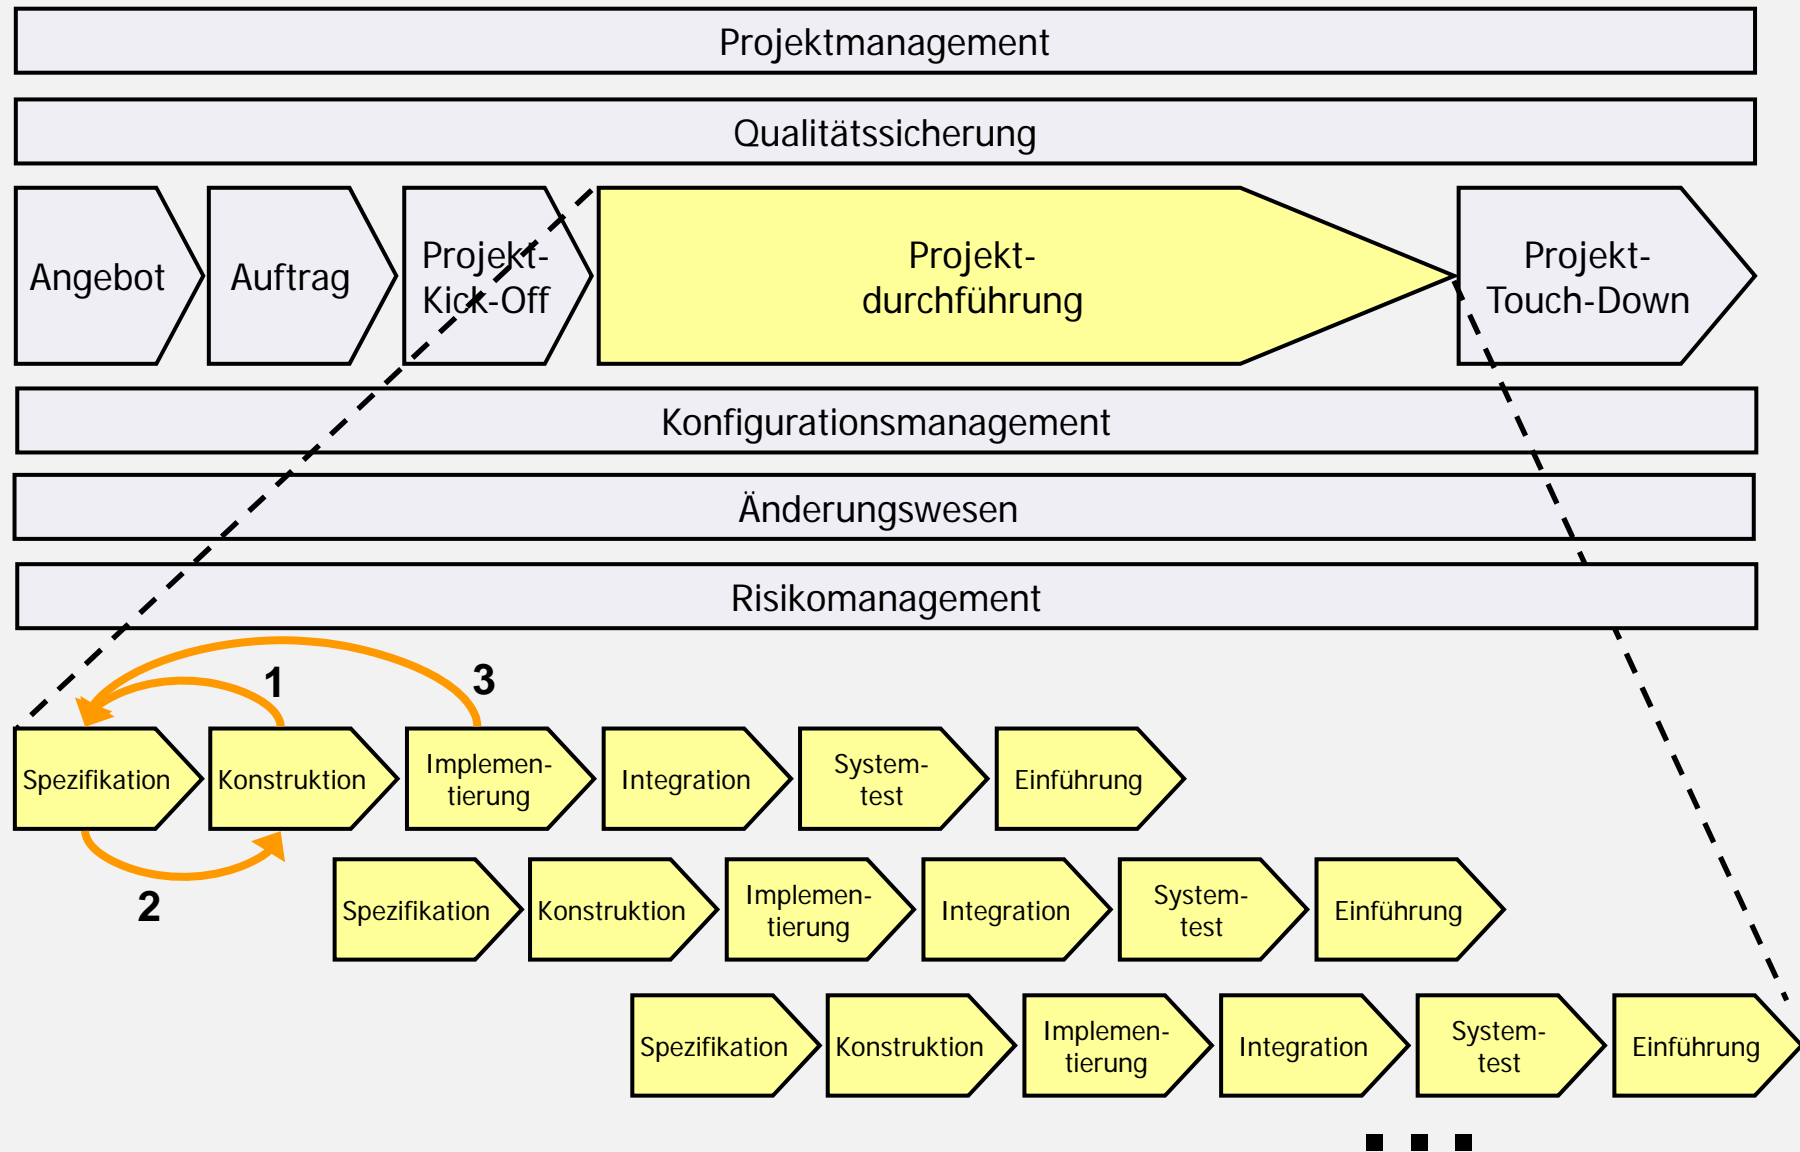 Projektmanagement
Qualitätssicherung
Angebot
Auftrag
Projekt-
Kick-Off
Projekt-
durchführung
Projekt-
Touch-Down
Konfigurationsmanagement
Änderungswesen
Risikomanagement
1
3
Spezifikation
Konstruktion
Implemen-
tierung
Integration
System-
test
Einführung
2
Spezifikation
Konstruktion
Implemen-
tierung
Integration
System-
test
Einführung
Spezifikation
Konstruktion
Implemen-
tierung
Integration
System-
test
Einführung
...